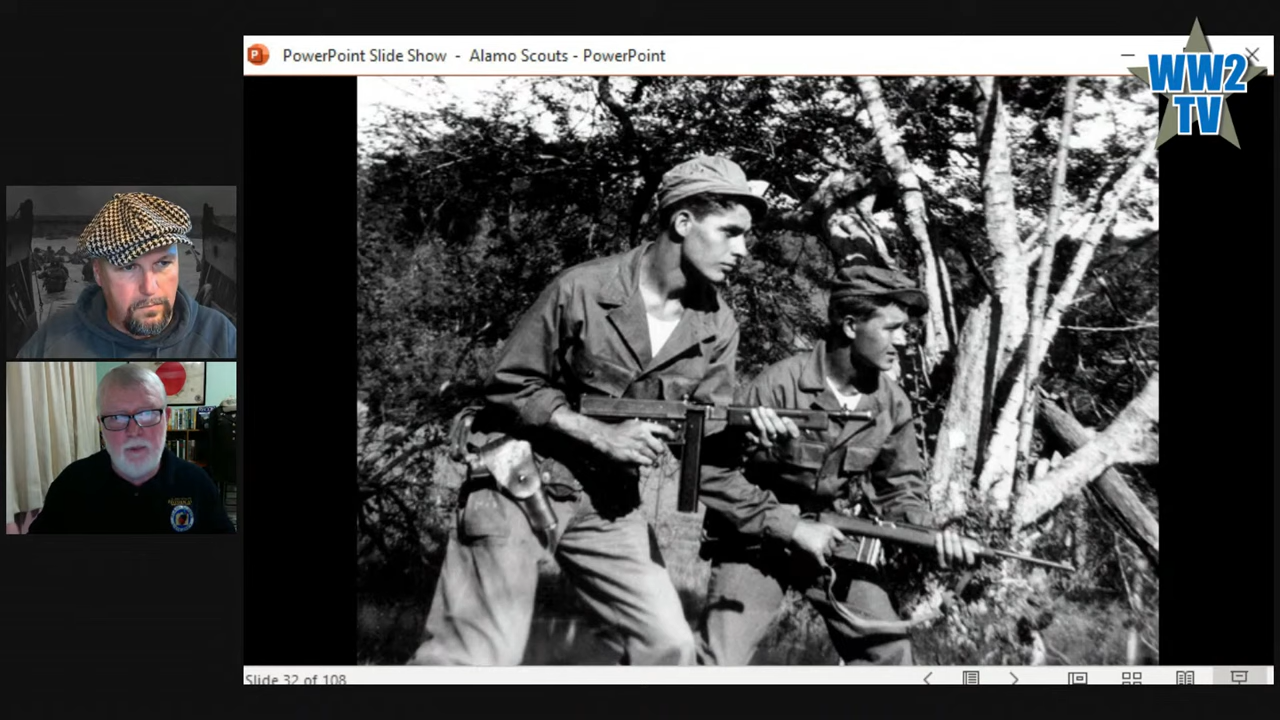 PowerPoint Slide Show - Alamo Scouts - PowerPoint
WW2
TV
Slide 32 of 108